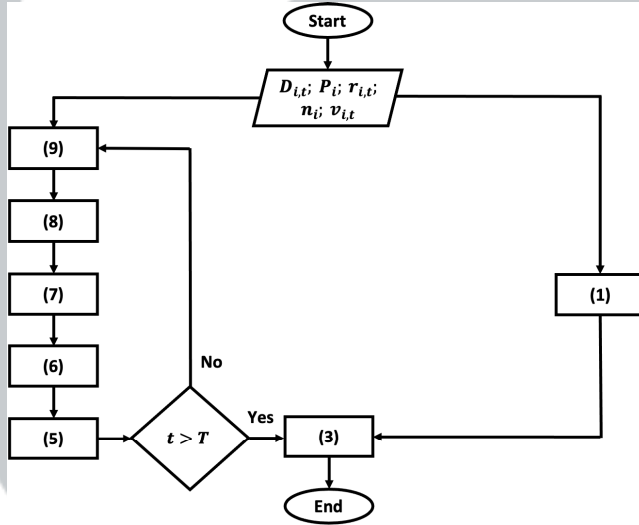 Start
D_{i,t}; P_i; r_{i,t};
n_i; v_{i,t}
(9)
(8)
(7)
(1)
(6)
No
(5)
t > T
Yes
(3)
End